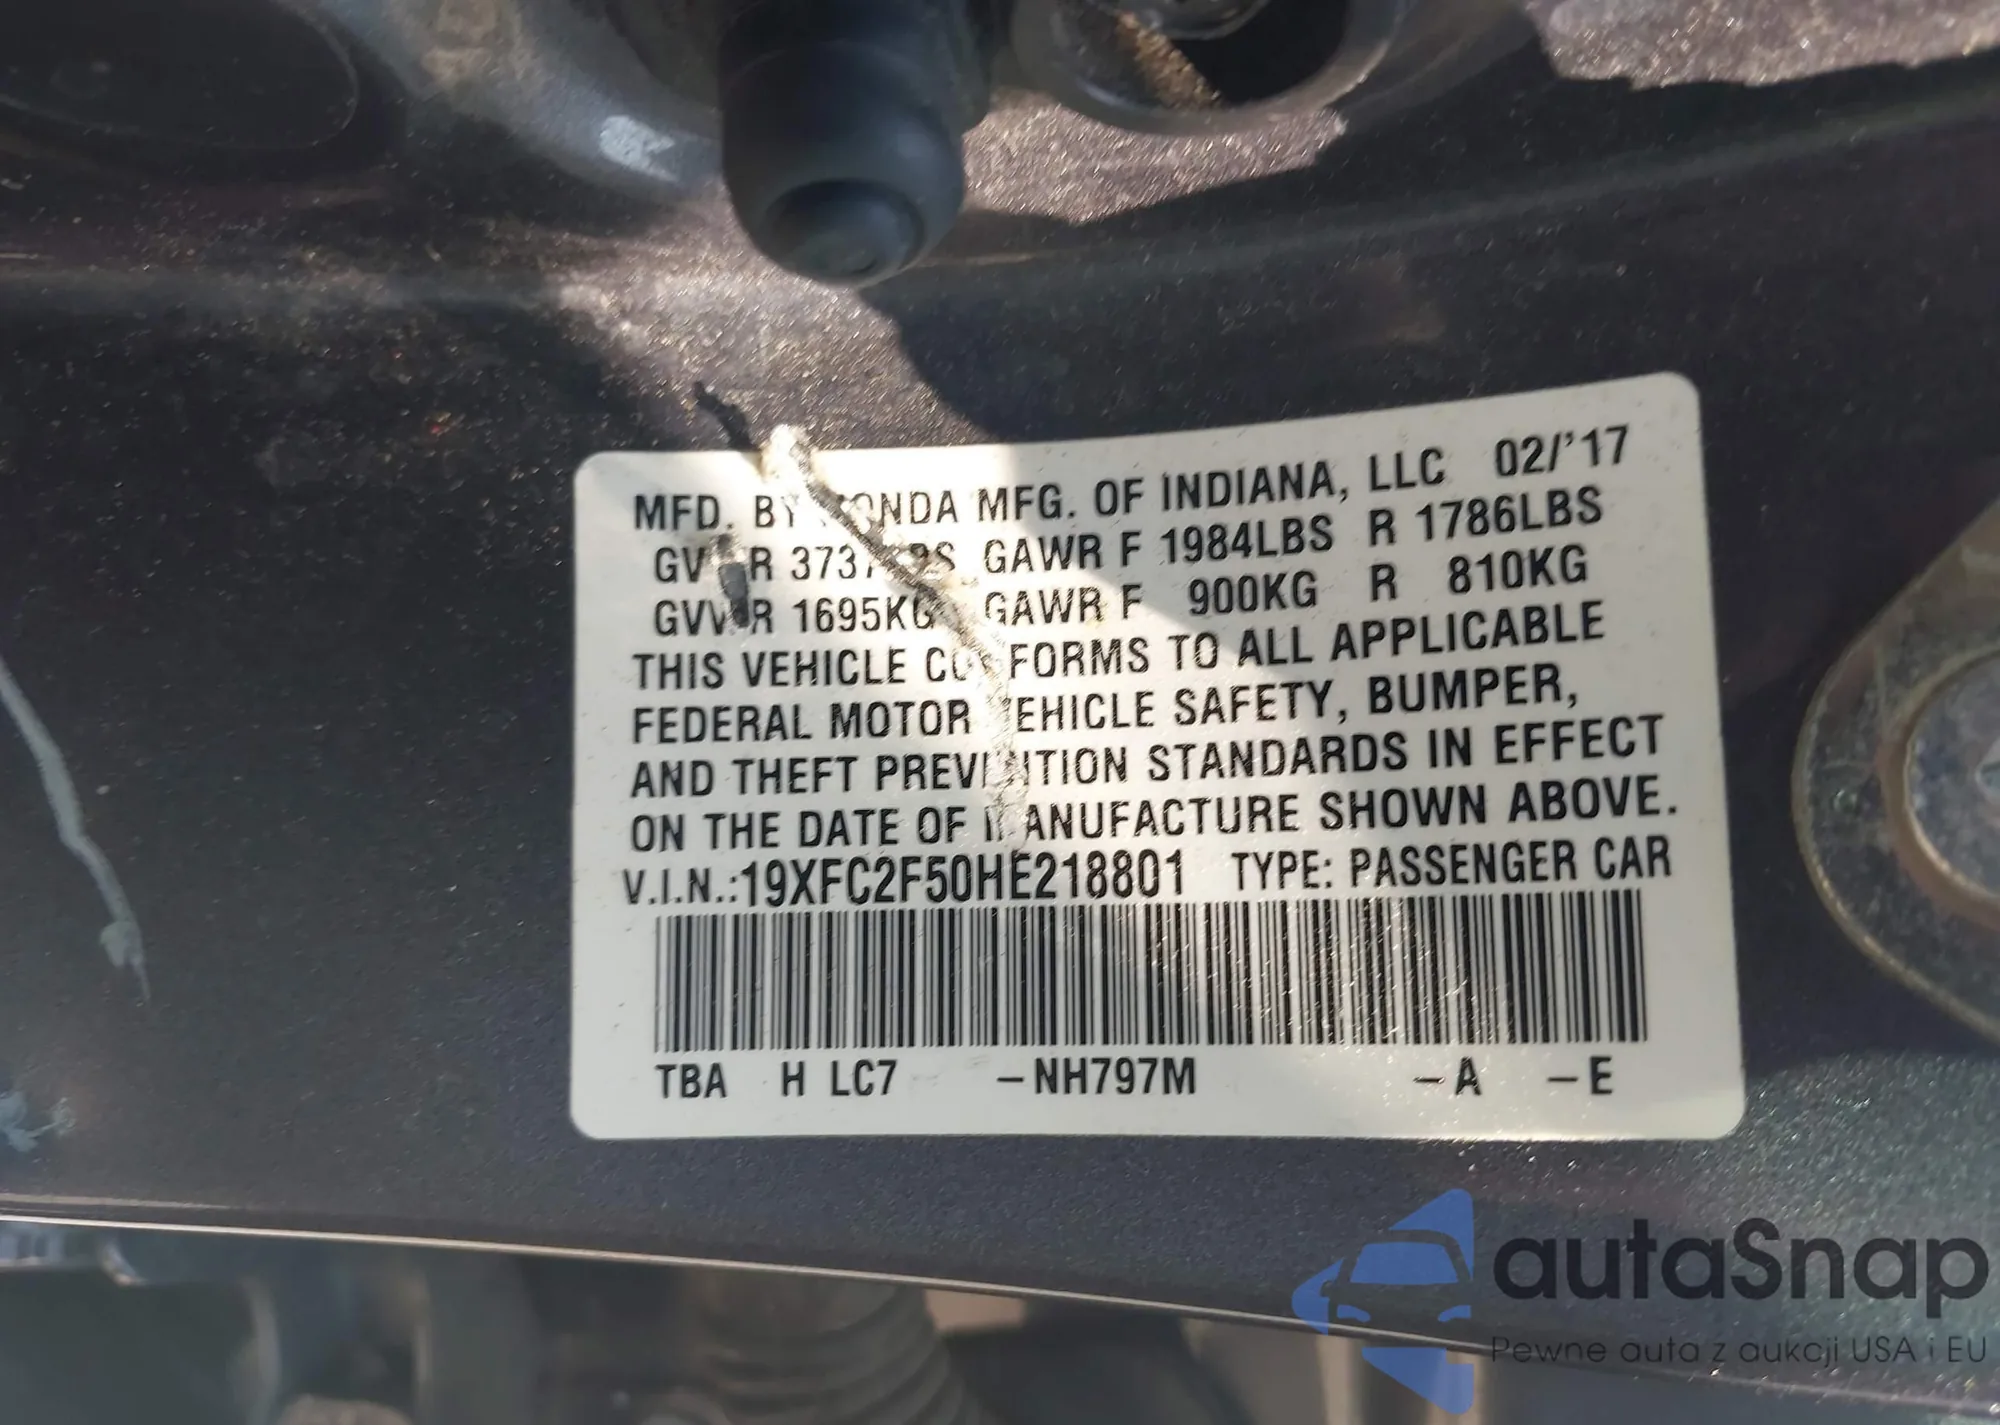 MFD. BY HONDA MFG. OF INDIANA, LLC 02/'17
GVWR 3737LBS GAWR F 1984LBS R 1786LBS
GVWR 1695KG GAWR F 900KG R 810KG
THIS VEHICLE CONFORMS TO ALL APPLICABLE
FEDERAL MOTOR VEHICLE SAFETY, BUMPER,
AND THEFT PREVENTION STANDARDS IN EFFECT
ON THE DATE OF MANUFACTURE SHOWN ABOVE.
V.I.N.:19XFC2F50HE218801 TYPE: PASSENGER CAR
TBA H LC7 –NH797M –A –E
autaSnap
Pewne auta z aukcji USA i EU